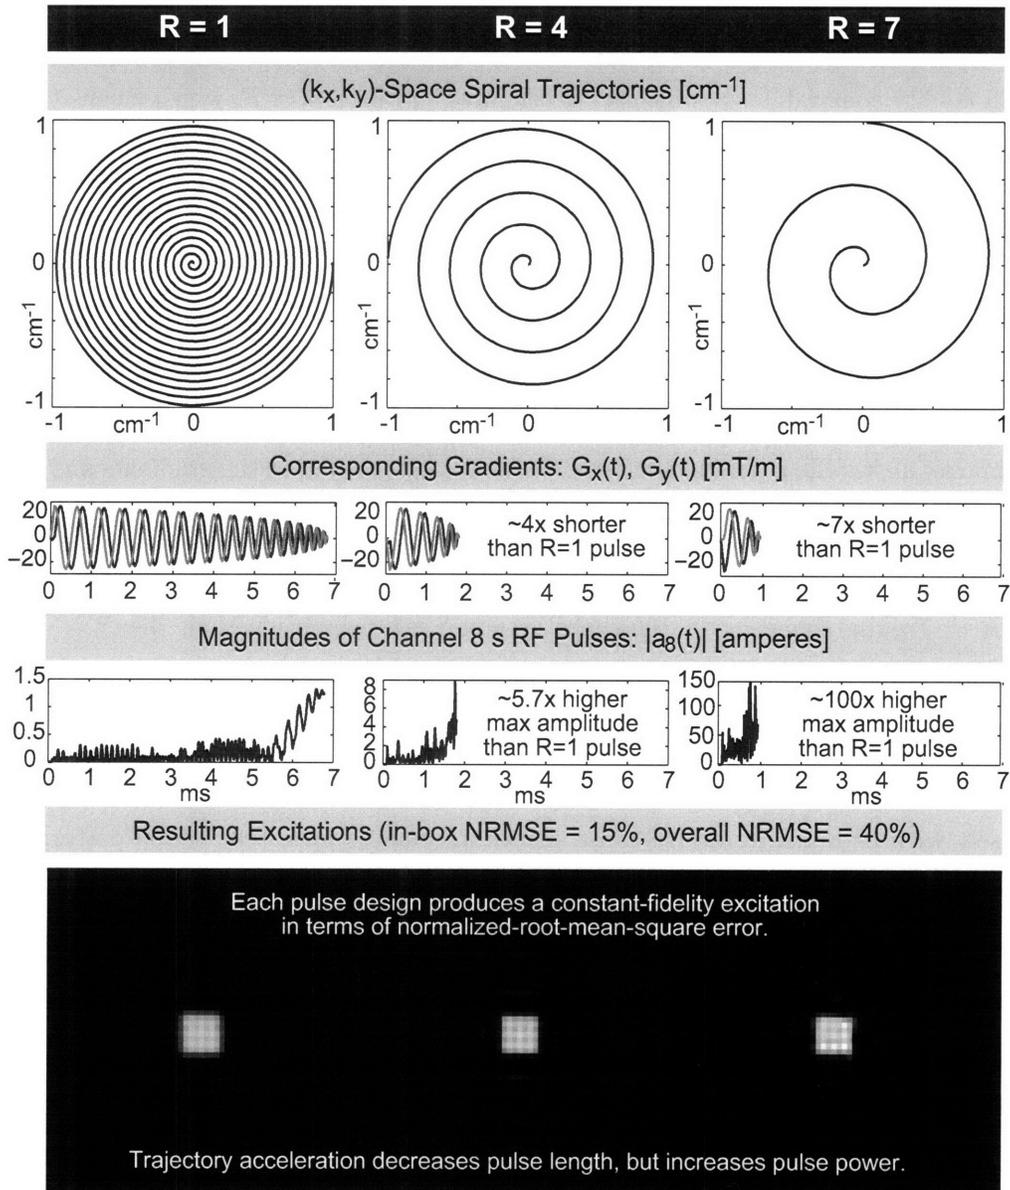 R = 1 R = 4 R = 7
(kx,ky)-Space Spiral Trajectories [cm-1]
1 1 1
0 0 0
cm-1 cm-1 cm-1
-1 -1 -1
-1 cm-1 0 1 -1 cm-1 0 1 -1 cm-1 0 1
Corresponding Gradients: Gx(t), Gy(t) [mT/m]
20 20 20
0 0 0
−20 −20 −20
~4x shorter
than R=1 pulse
~7x shorter
than R=1 pulse
0 1 2 3 4 5 6 7 0 1 2 3 4 5 6 7 0 1 2 3 4 5 6 7
Magnitudes of Channel 8 s RF Pulses: |a8(t)| [amperes]
1.5
1
0.5
0
8
6
4
2
0
~5.7x higher
max amplitude
than R=1 pulse
150
100
50
0
~100x higher
max amplitude
than R=1 pulse
0 1 2 3 4 5 6 7 0 1 2 3 4 5 6 7 0 1 2 3 4 5 6 7
ms ms ms
Resulting Excitations (in-box NRMSE = 15%, overall NRMSE = 40%)
Each pulse design produces a constant-fidelity excitation
in terms of normalized-root-mean-square error.
Trajectory acceleration decreases pulse length, but increases pulse power.